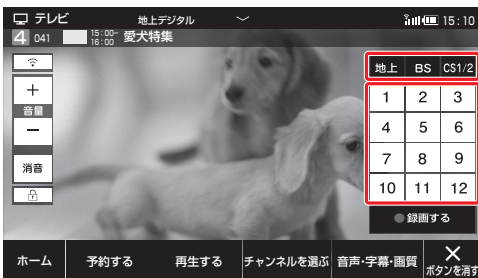 テレビ 地上デジタル 15:10
4 041 15:00- 16:00 愛犬特集
+
音量
−
消音
地上 BS CS1/2
1 2 3
4 5 6
7 8 9
10 11 12
録画する
ホーム 予約する 再生する チャンネルを選ぶ 音声・字幕・画質 ボタンを消す